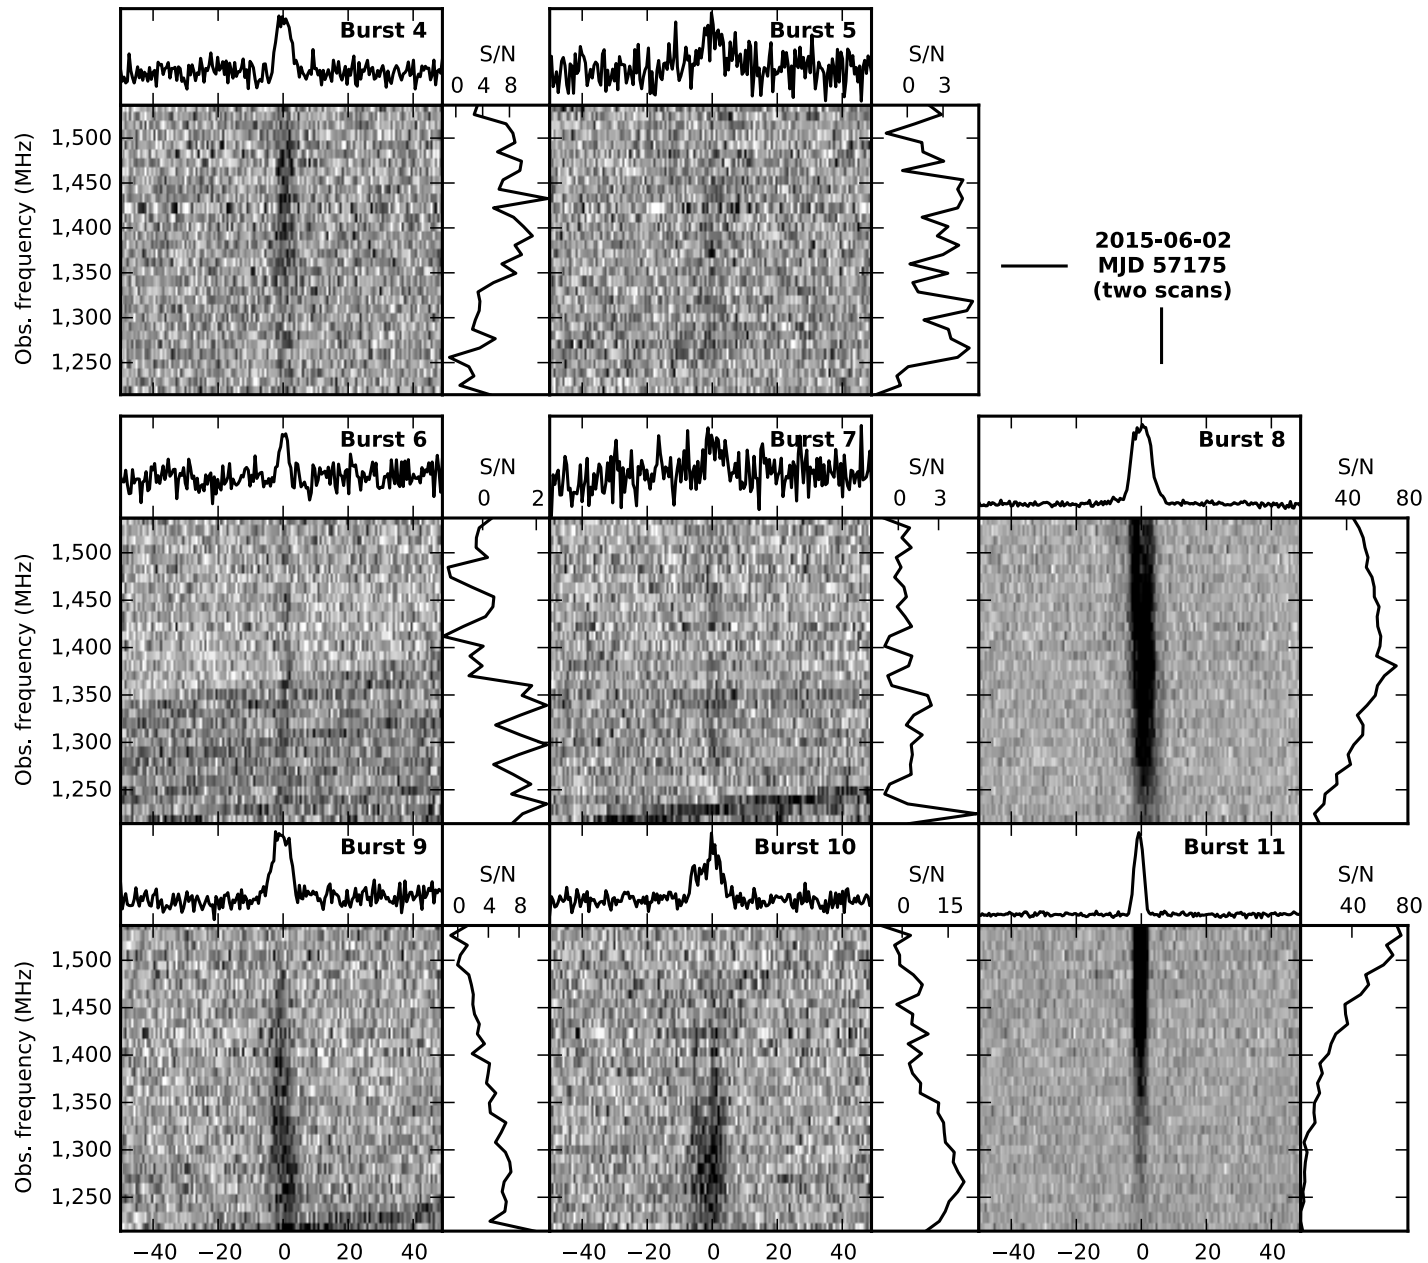 Burst 4
S/N
0 4 8
Burst 5
S/N
0 3
Obs. frequency (MHz)
1,500
1,450
1,400
1,350
1,300
1,250
2015-06-02
MJD 57175
(two scans)
Burst 6
S/N
0 2
Burst 7
S/N
0 3
Burst 8
S/N
40 80
Obs. frequency (MHz)
1,500
1,450
1,400
1,350
1,300
1,250
Burst 9
S/N
0 4 8
Burst 10
S/N
0 15
Burst 11
S/N
40 80
Obs. frequency (MHz)
1,500
1,450
1,400
1,350
1,300
1,250
−40 −20 0 20 40
−40 −20 0 20 40
−40 −20 0 20 40